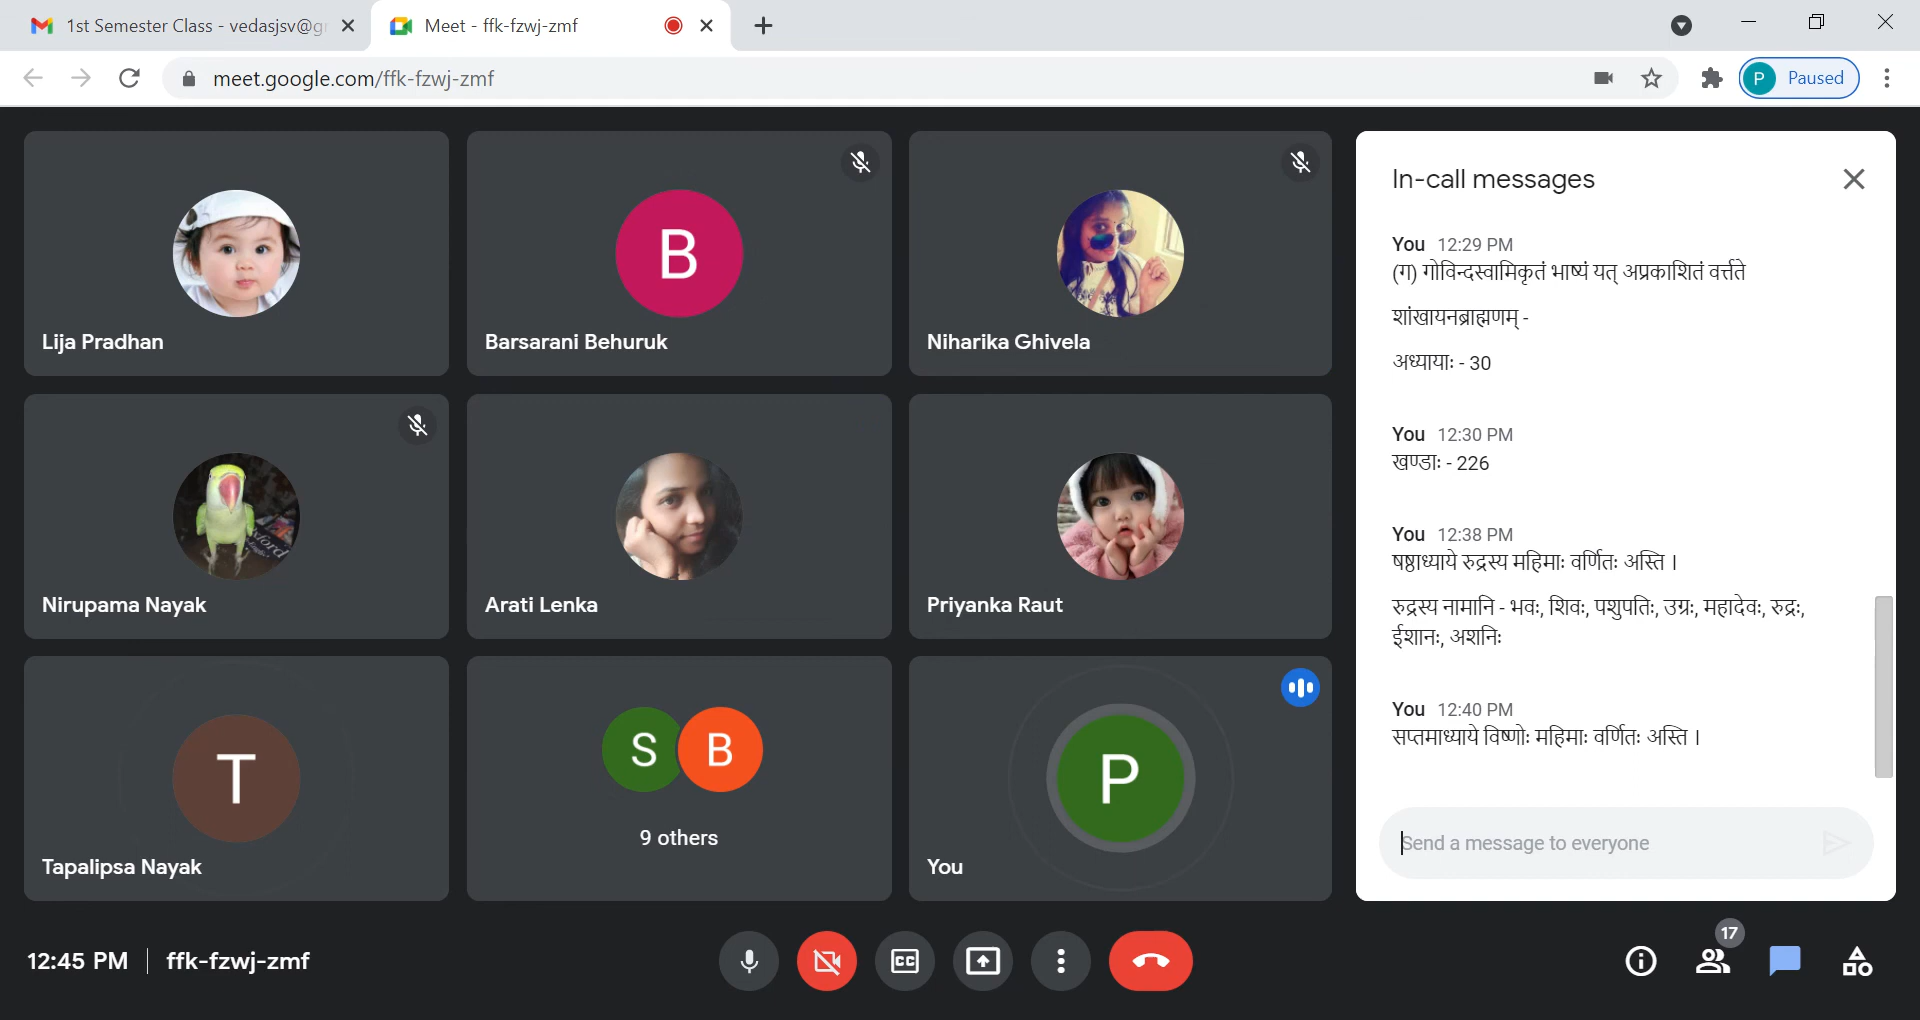 1st Semester Class - vedasjsv@g
Meet - ffk-fzwj-zmf
meet.google.com/ffk-fzwj-zmf
P
Paused
Lija Pradhan
B
Barsarani Behuruk
Niharika Ghivela
Nirupama Nayak
Arati Lenka
Priyanka Raut
T
Tapalipsa Nayak
S B
9 others
P
You
In-call messages
You 12:29 PM
(ग) गोविन्दस्वामिकृतं भाष्यं यत् अप्रकाशितं वर्त्तते
शांखायनब्राह्मणम् -
अध्यायाः - 30
You 12:30 PM
खण्डाः - 226
You 12:38 PM
षष्ठाध्याये रुद्रस्य महिमाः वर्णितः अस्ति ।
रुद्रस्य नामानि - भवः, शिवः, पशुपतिः, उग्रः, महादेवः, रुद्रः,
ईशानः, अशनिः
You 12:40 PM
सप्तमाध्याये विष्णोः महिमाः वर्णितः अस्ति ।
Send a message to everyone
12:45 PM ffk-fzwj-zmf
CC
17